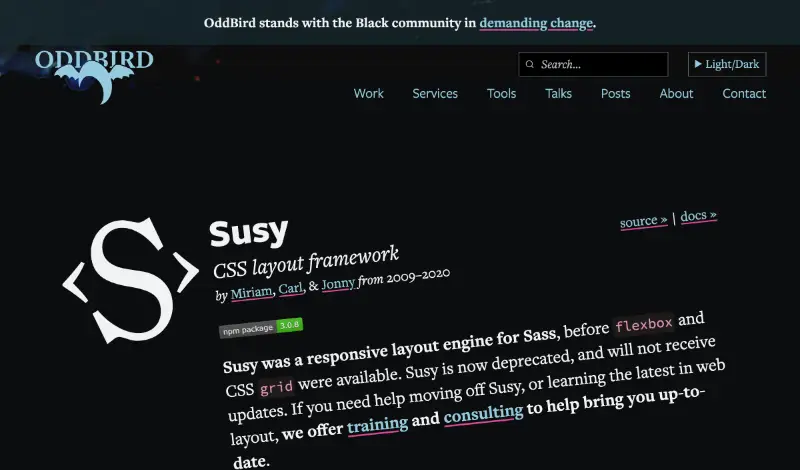 OddBird stands with the Black community in demanding change.
ODDBIRD
Search...
▶ Light/Dark
Work Services Tools Talks Posts About Contact
S
Susy
source » | docs »
CSS layout framework
by Miriam, Carl, & Jonny from 2009–2020
npm package 3.0.8
Susy was a responsive layout engine for Sass, before flexbox and
CSS grid were available. Susy is now deprecated, and will not receive
updates. If you need help moving off Susy, or learning the latest in web
layout, we offer training and consulting to help bring you up-to-
date.